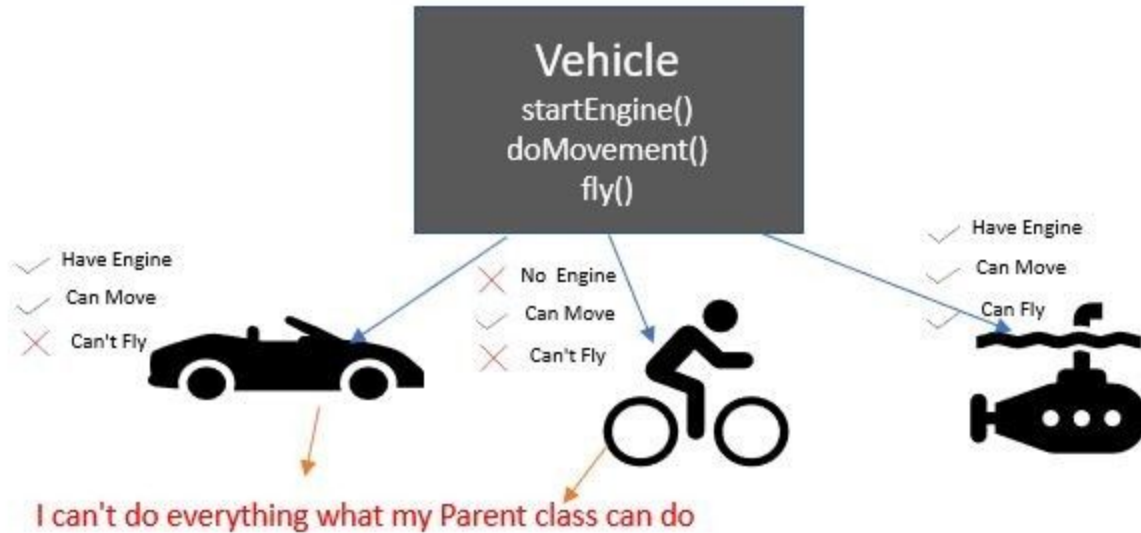 Vehicle
startEngine()
doMovement()
fly()
Have Engine
Can Move
Can't Fly
No Engine
Can Move
Can't Fly
Have Engine
Can Move
Can Fly
I can't do everything what my Parent class can do